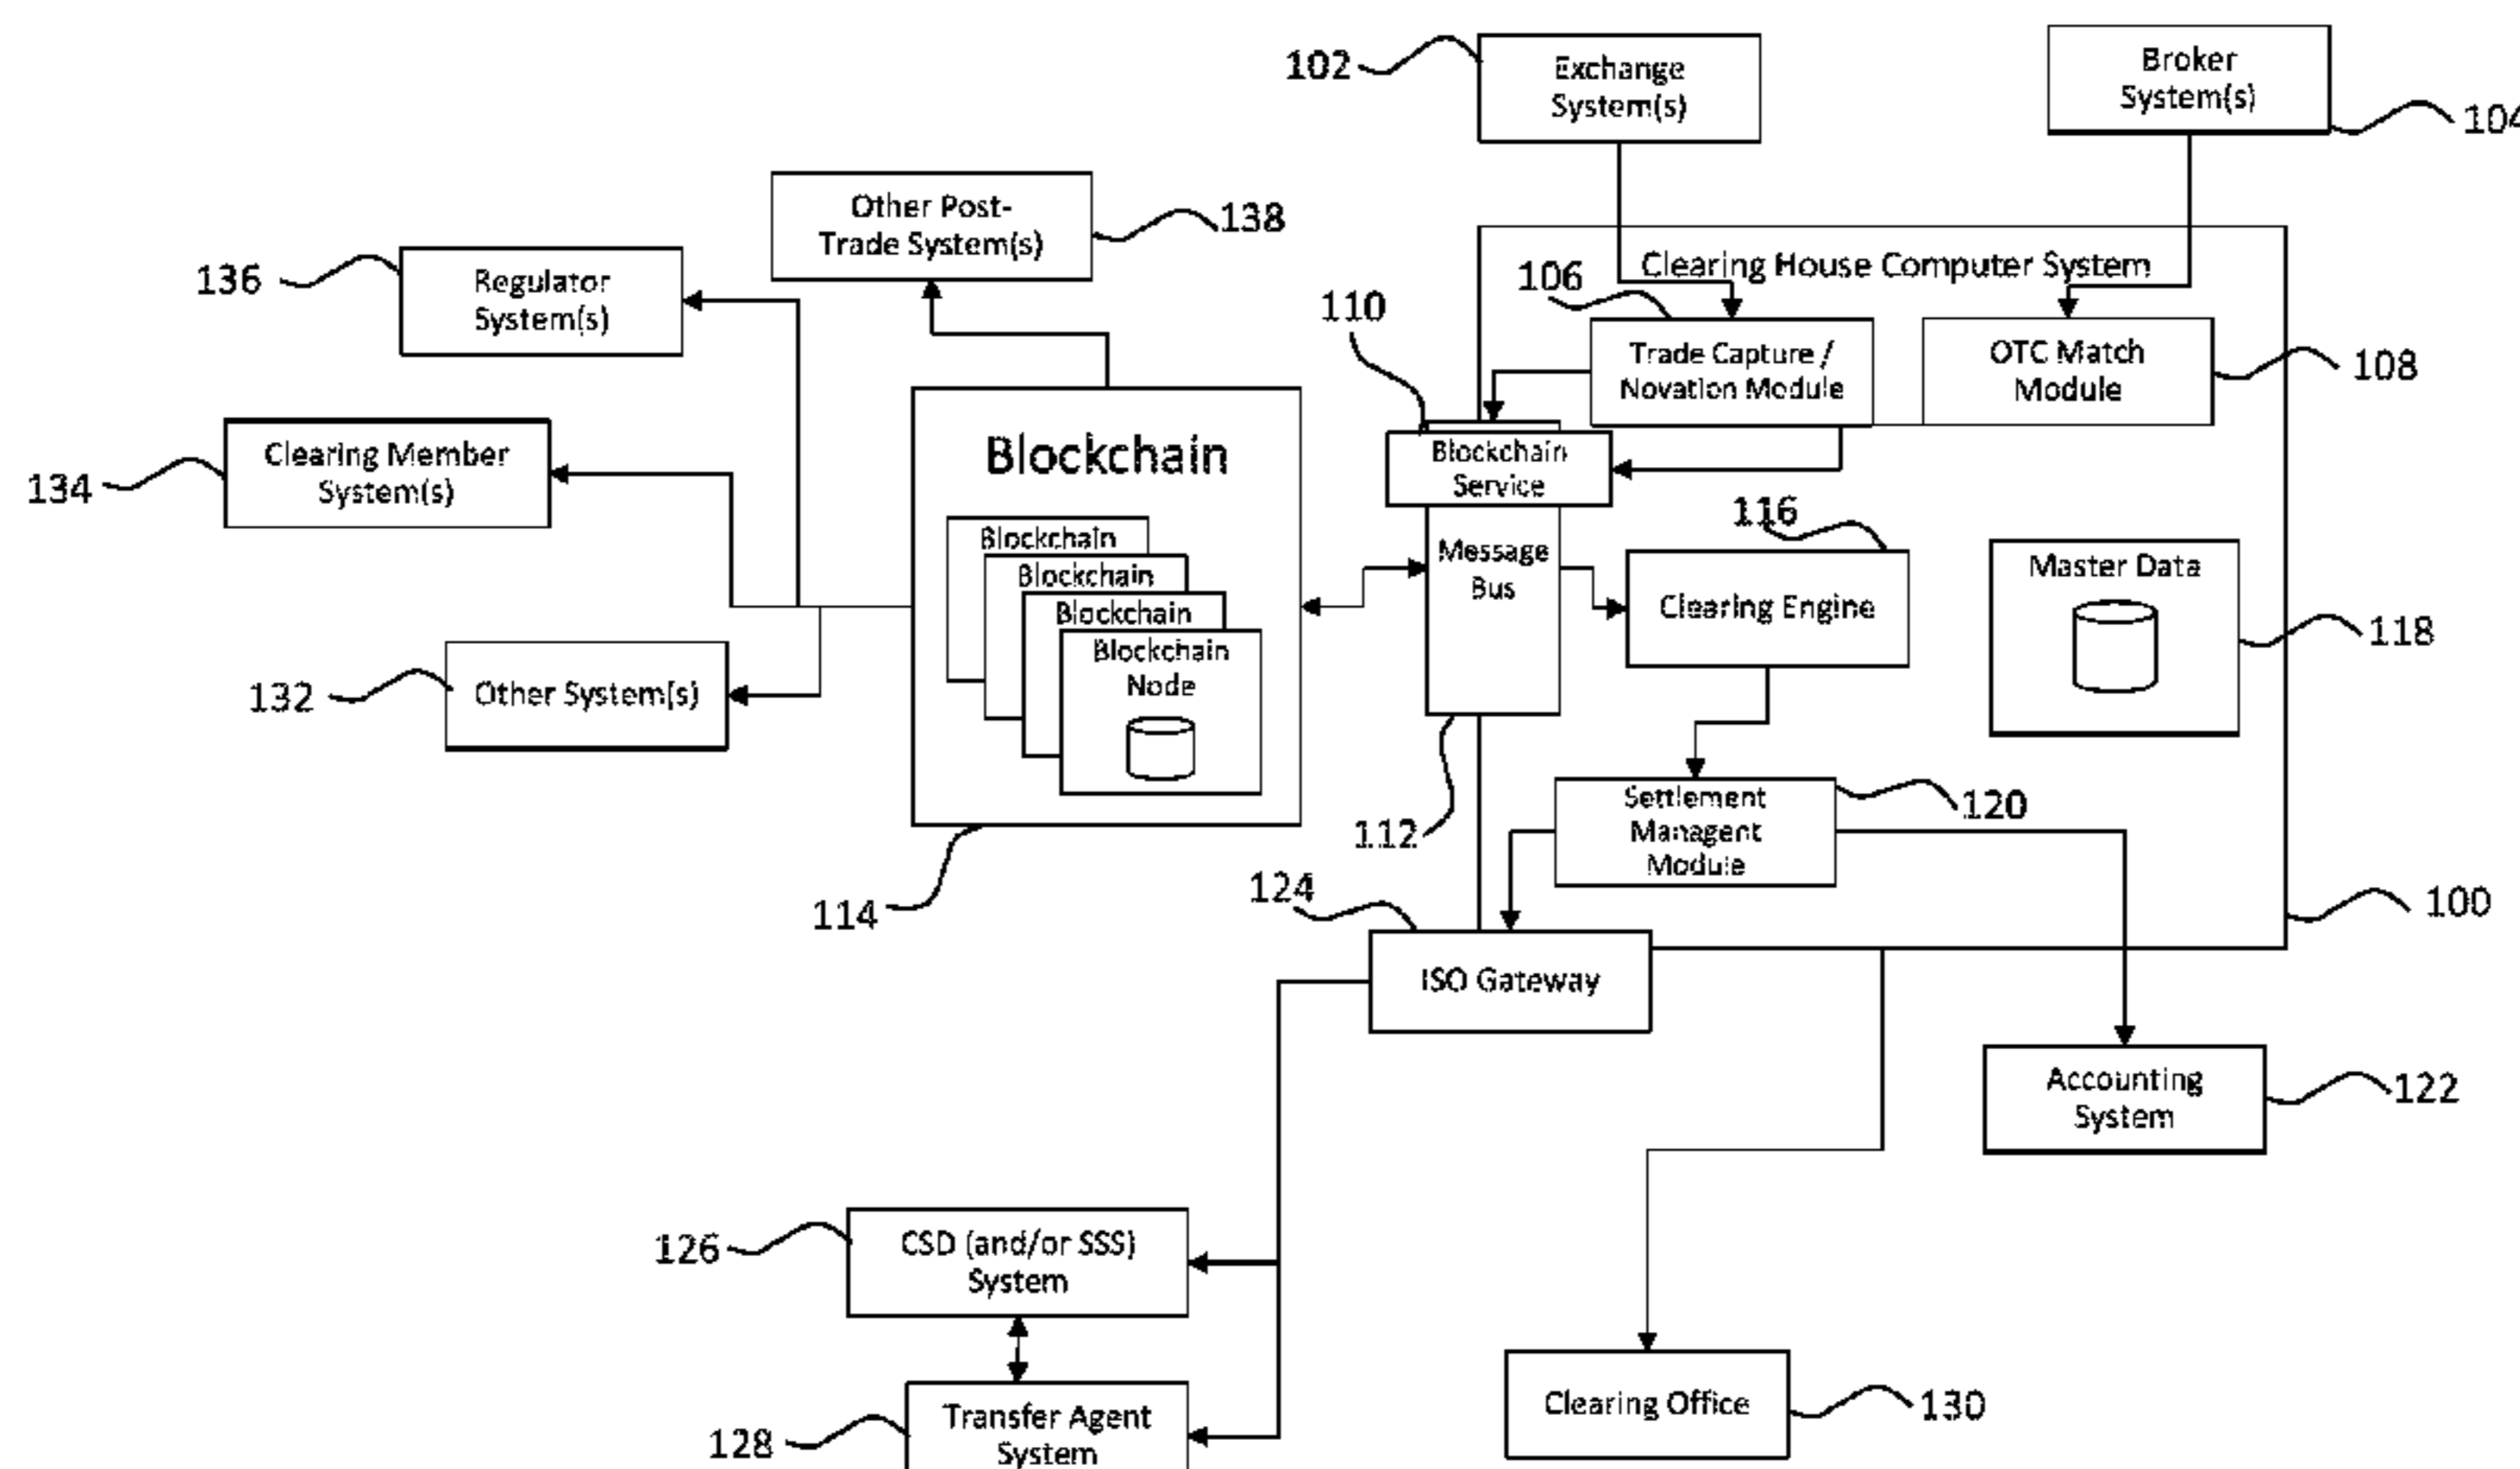 102
Exchange
System(s)
Broker
System(s)
104
Other Post-
Trade System(s)
138
136
Regulator
System(s)
Clearing House Computer System
106
110
Trade Capture /
Novation Module
OTC Match
Module
108
134
Clearing Member
System(s)
Blockchain
Blockchain
Service
116
Blockchain
Blockchain
Blockchain
Blockchain
Node
Message
Bus
Clearing Engine
Master Data
118
132
Other System(s)
112
Settlement
Managent
Module
120
114
124
100
ISO Gateway
Accounting
System
122
126
CSD (and/or SSS)
System
128
Transfer Agent
System
Clearing Office
130